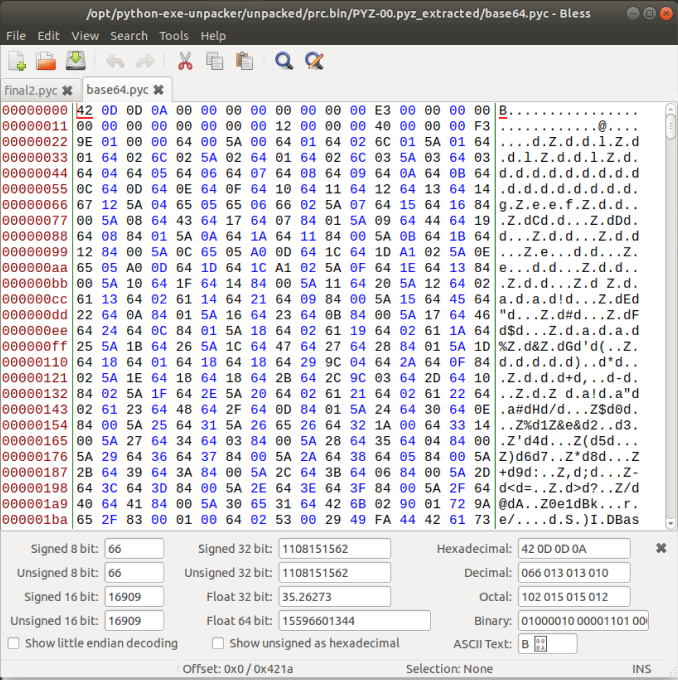 /opt/python-exe-unpacker/unpacked/prc.bin/PYZ-00.pyz_extracted/base64.pyc - Bless
File Edit View Search Tools Help
final2.pyc base64.pyc
00000000 42 0D 0D 0A 00 00 00 00 00 00 00 00 E3 00 00 00 00 B................
00000011 00 00 00 00 00 00 00 12 00 00 00 40 00 00 00 F3 ............@....
00000022 9E 01 00 00 64 00 5A 00 64 01 64 02 6C 01 5A 01 64 ....d.Z.d.d.l.Z.d
00000033 01 64 02 6C 02 5A 02 64 01 64 02 6C 03 5A 03 64 03 .d.l.Z.d.d.l.Z.d.
00000044 64 04 64 05 64 06 64 07 64 08 64 09 64 0A 64 0B 64 d.d.d.d.d.d.d.d.d
00000055 0C 64 0D 64 0E 64 0F 64 10 64 11 64 12 64 13 64 14 .d.d.d.d.d.d.d.d.
00000066 67 12 5A 04 65 05 65 06 66 02 5A 07 64 15 64 16 84 g.Z.e.e.f.Z.d.d..
00000077 00 5A 08 64 43 64 17 64 07 84 01 5A 09 64 44 64 19 .Z.dCd.d...Z.dDd.
00000088 64 08 84 01 5A 0A 64 1A 64 11 84 00 5A 0B 64 1B 64 d...Z.d.d...Z.d.d
00000099 12 84 00 5A 0C 65 05 A0 0D 64 1C 64 1D A1 02 5A 0E ...Z.e...d.d...Z.
000000aa 65 05 A0 0D 64 1D 64 1C A1 02 5A 0F 64 1E 64 13 84 e...d.d...Z.d.d..
000000bb 00 5A 10 64 1F 64 14 84 00 5A 11 64 20 5A 12 64 02 .Z.d.d...Z.d Z.d.
000000cc 61 13 64 02 61 14 64 21 64 09 84 00 5A 15 64 45 64 a.d.a.d!d...Z.dEd
000000dd 22 64 0A 84 01 5A 16 64 23 64 0B 84 00 5A 17 64 46 "d...Z.d#d...Z.dF
000000ee 64 24 64 0C 84 01 5A 18 64 02 61 19 64 02 61 1A 64 d$d...Z.d.a.d.a.d
000000ff 25 5A 1B 64 26 5A 1C 64 47 64 27 64 28 84 01 5A 1D %Z.d&Z.dGd'd(..Z.
00000110 64 18 64 01 64 18 64 18 64 29 9C 04 64 2A 64 0F 84 d.d.d.d.d)..d*d..
00000121 02 5A 1E 64 18 64 18 64 2B 64 2C 9C 03 64 2D 64 10 .Z.d.d.d+d,..d-d.
00000132 84 02 5A 1F 64 2E 5A 20 64 02 61 21 64 02 61 22 64 ..Z.d.Z d.a!d.a"d
00000143 02 61 23 64 48 64 2F 64 0D 84 01 5A 24 64 30 64 0E .a#dHd/d...Z$d0d.
00000154 84 00 5A 25 64 31 5A 26 65 26 64 32 1A 00 64 33 14 ..Z%d1Z&e&d2..d3.
00000165 00 5A 27 64 34 64 03 84 00 5A 28 64 35 64 04 84 00 .Z'd4d...Z(d5d...
00000176 5A 29 64 36 64 37 84 00 5A 2A 64 38 64 05 84 00 5A Z)d6d7..Z*d8d...Z
00000187 2B 64 39 64 3A 84 00 5A 2C 64 3B 64 06 84 00 5A 2D +d9d:..Z,d;d...Z-
00000198 64 3C 64 3D 84 00 5A 2E 64 3E 64 3F 84 00 5A 2F 64 d<d=..Z.d>d?..Z/d
000001a9 40 64 41 84 00 5A 30 65 31 64 42 6B 02 90 01 72 9A @dA..Z0e1dBk...r.
000001ba 65 2F 83 00 01 00 64 02 53 00 29 49 FA 44 42 61 73 e/....d.S.)I.DBas
Signed 8 bit: 66 Signed 32 bit: 1108151562 Hexadecimal: 42 0D 0D 0A
Unsigned 8 bit: 66 Unsigned 32 bit: 1108151562 Decimal: 066 013 013 010
Signed 16 bit: 16909 Float 32 bit: 35.26273 Octal: 102 015 015 012
Unsigned 16 bit: 16909 Float 64 bit: 15596601344 Binary: 01000010 00001101 00
Show little endian decoding Show unsigned as hexadecimal ASCII Text: B
Offset: 0x0 / 0x421a Selection: None INS